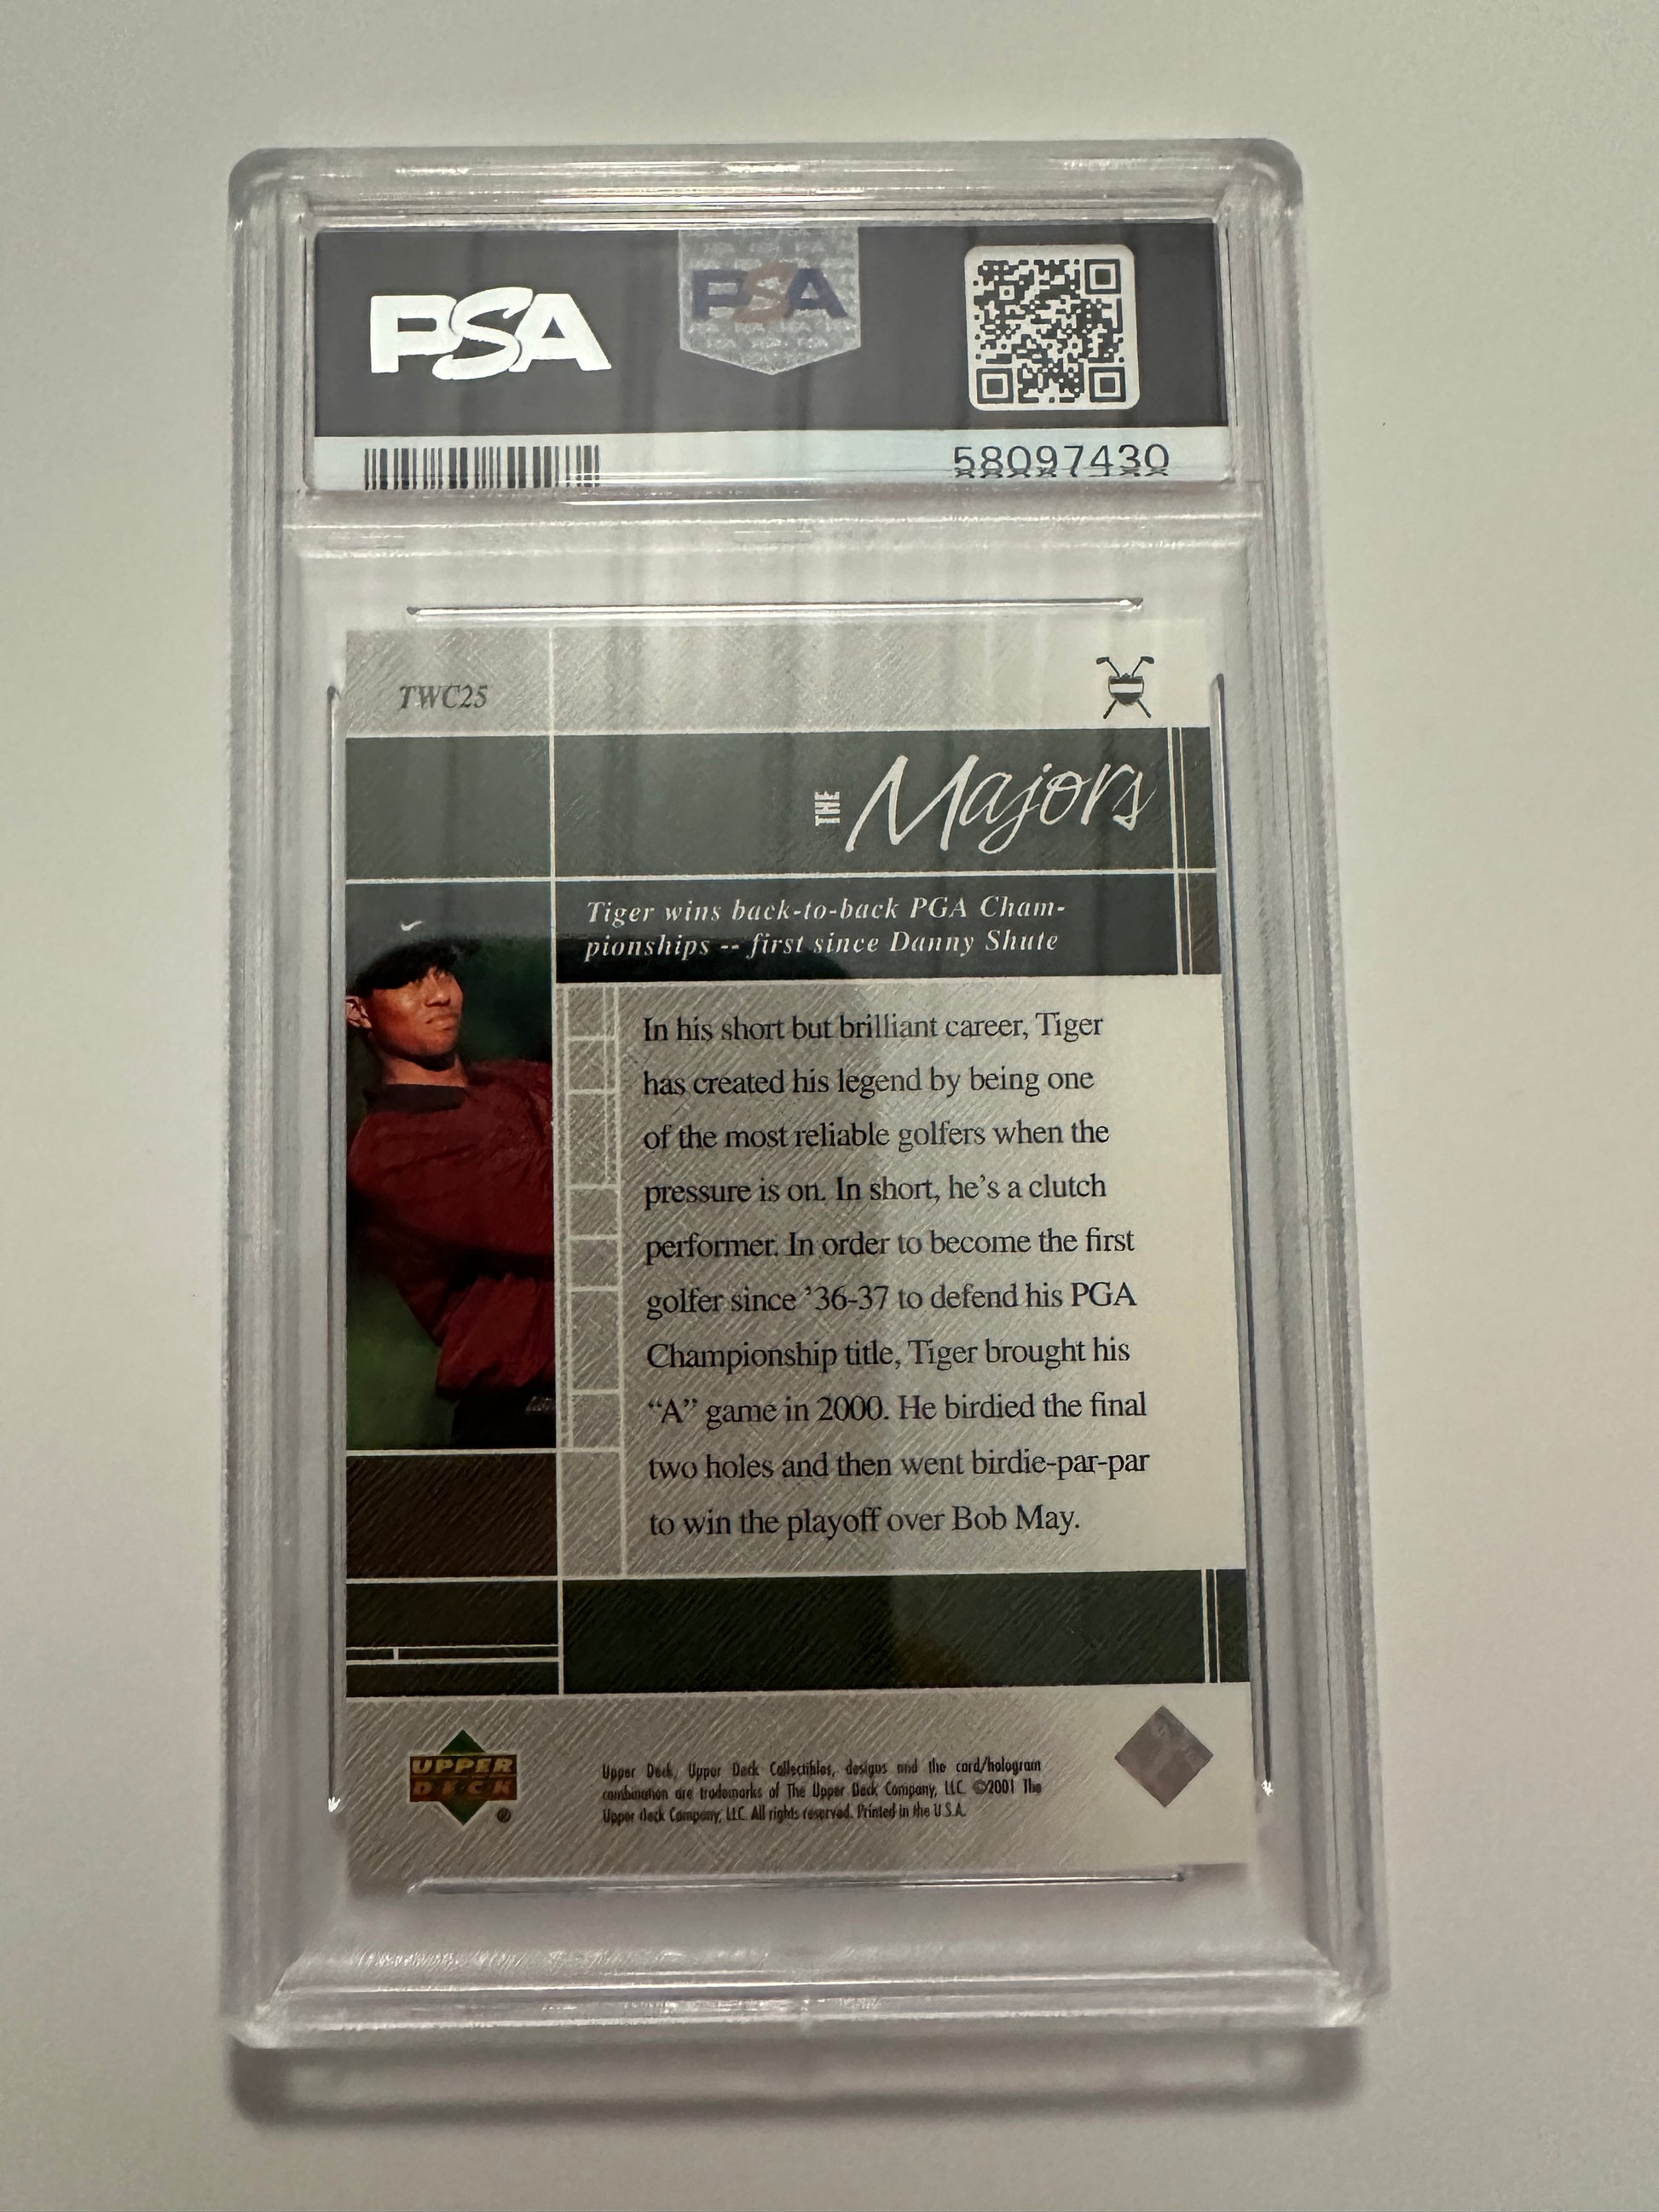 PSA
PSA
58097430
TWC25
THE Majors
Tiger wins back-to-back PGA Cham-
pionships -- first since Danny Shute
In his short but brilliant career, Tiger
has created his legend by being one
of the most reliable golfers when the
pressure is on. In short, he's a clutch
performer. In order to become the first
golfer since '36-37 to defend his PGA
Championship title, Tiger brought his
“A” game in 2000. He birdied the final
two holes and then went birdie-par-par
to win the playoff over Bob May.
UPPER
DECK
®
Upper Deck, Upper Deck Collectibles, designs and the card/hologram
combination are trademarks of The Upper Deck Company, LLC. ©2001 The
Upper Deck Company, LLC. All rights reserved. Printed in the U.S.A.